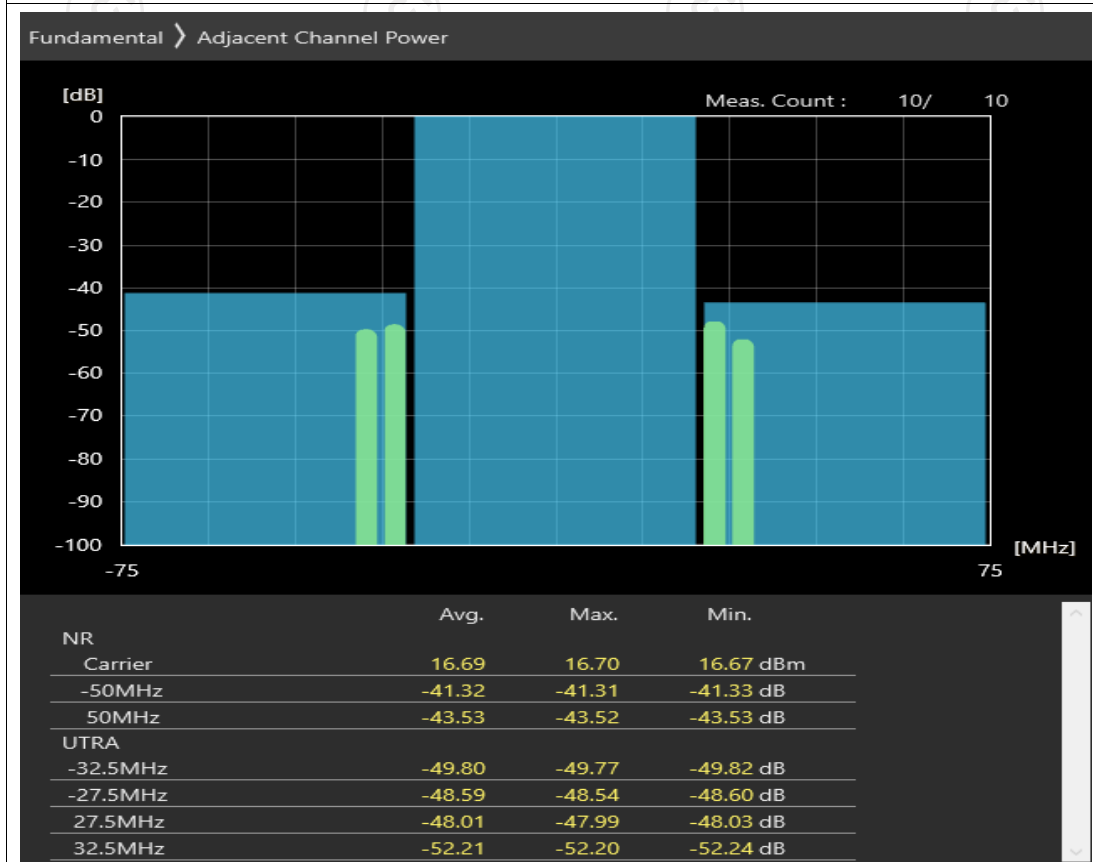 Fundamental 〉 Adjacent Channel Power
[dB]
Meas. Count : 10/ 10
0
-10
-20
-30
-40
-50
-60
-70
-80
-90
-100
[MHz]
-75 75
Avg. Max. Min.
NR
Carrier 16.69 16.70 16.67 dBm
-50MHz -41.32 -41.31 -41.33 dB
50MHz -43.53 -43.52 -43.53 dB
UTRA
-32.5MHz -49.80 -49.77 -49.82 dB
-27.5MHz -48.59 -48.54 -48.60 dB
27.5MHz -48.01 -47.99 -48.03 dB
32.5MHz -52.21 -52.20 -52.24 dB